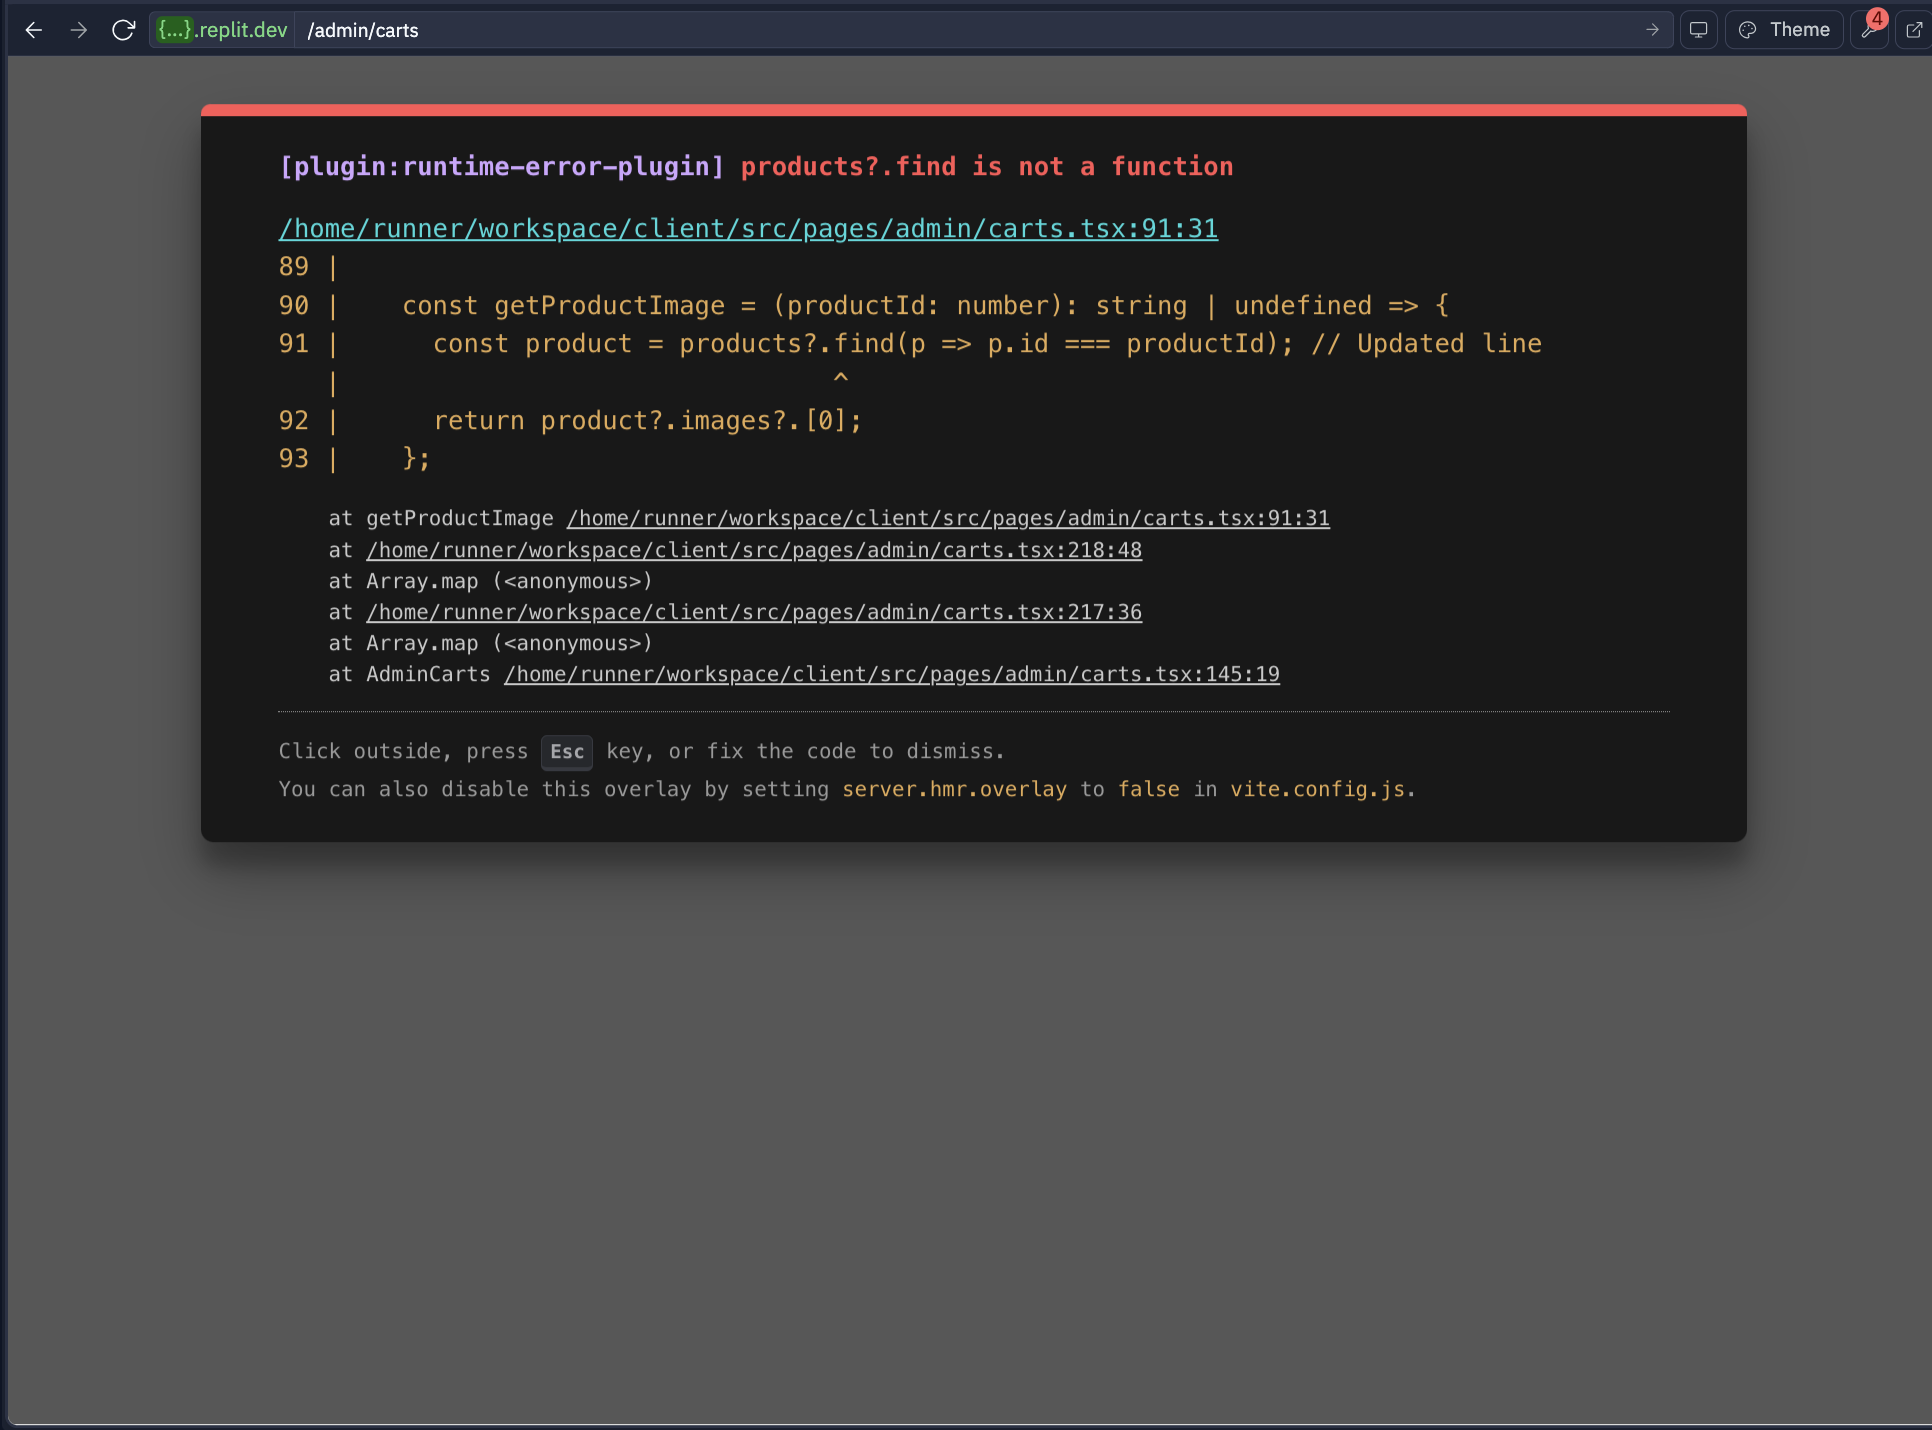 {...}.replit.dev /admin/carts Theme 4
[plugin:runtime-error-plugin] products?.find is not a function
/home/runner/workspace/client/src/pages/admin/carts.tsx:91:31
89 |
90 |    const getProductImage = (productId: number): string | undefined => {
91 |      const product = products?.find(p => p.id === productId); // Updated line
   |                                ^
92 |      return product?.images?.[0];
93 |    };
at getProductImage /home/runner/workspace/client/src/pages/admin/carts.tsx:91:31
at /home/runner/workspace/client/src/pages/admin/carts.tsx:218:48
at Array.map (<anonymous>)
at /home/runner/workspace/client/src/pages/admin/carts.tsx:217:36
at Array.map (<anonymous>)
at AdminCarts /home/runner/workspace/client/src/pages/admin/carts.tsx:145:19
Click outside, press Esc key, or fix the code to dismiss.
You can also disable this overlay by setting server.hmr.overlay to false in vite.config.js.